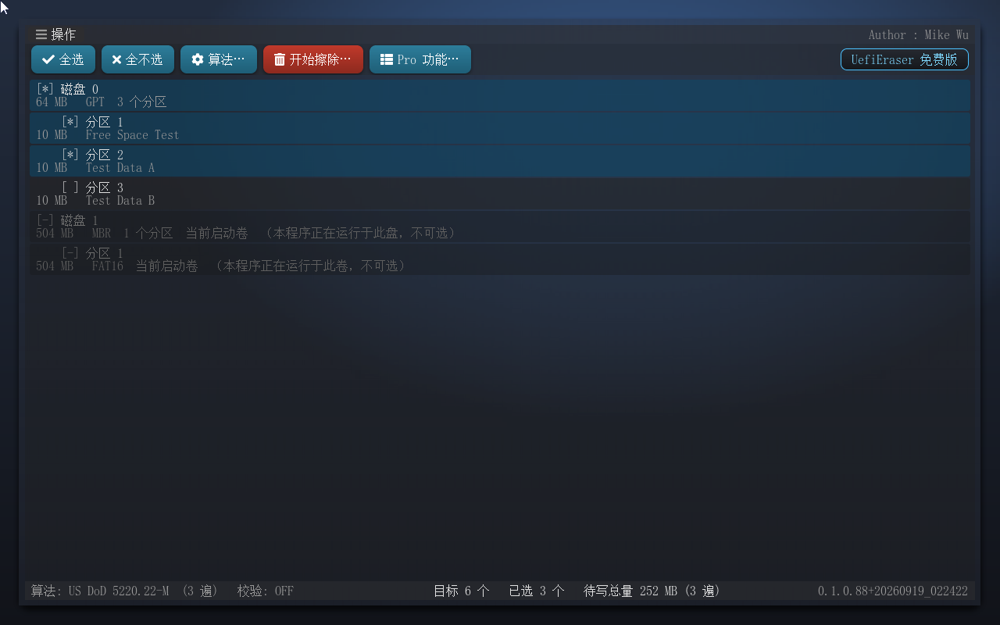 操作
Author : Mike Wu
全选 全不选 算法… 开始擦除… Pro 功能… UefiEraser 免费版
[*] 磁盘 0
64 MB GPT 3 个分区
[*] 分区 1
10 MB Free Space Test
[*] 分区 2
10 MB Test Data A
[ ] 分区 3
10 MB Test Data B
[-] 磁盘 1
504 MB MBR 1 个分区 当前启动卷 （本程序正在运行于此盘，不可选）
[-] 分区 1
504 MB FAT16 当前启动卷 （本程序正在运行于此卷，不可选）
算法: US DoD 5220.22-M (3 遍) 校验: OFF 目标 6 个 已选 3 个 待写总量 252 MB (3 遍) 0.1.0.88+20260919_022422